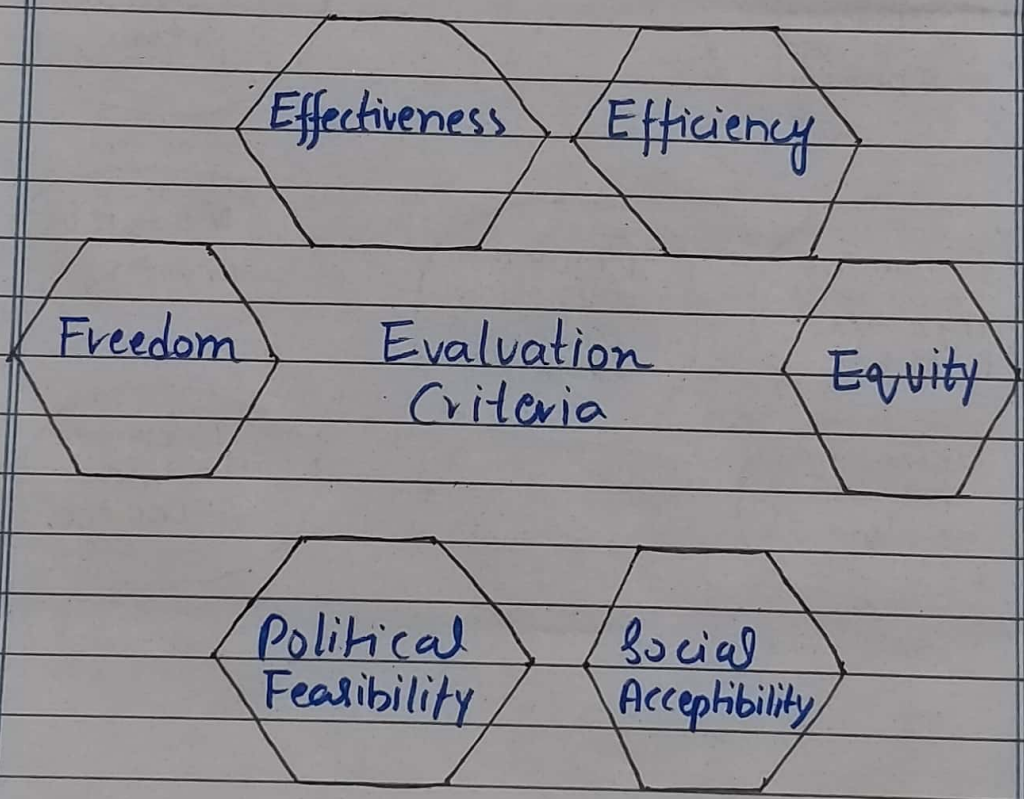 Effectiveness
Efficiency
Freedom
Evaluation
Criteria
Equity
Political
Feasibility
Social
Acceptibility